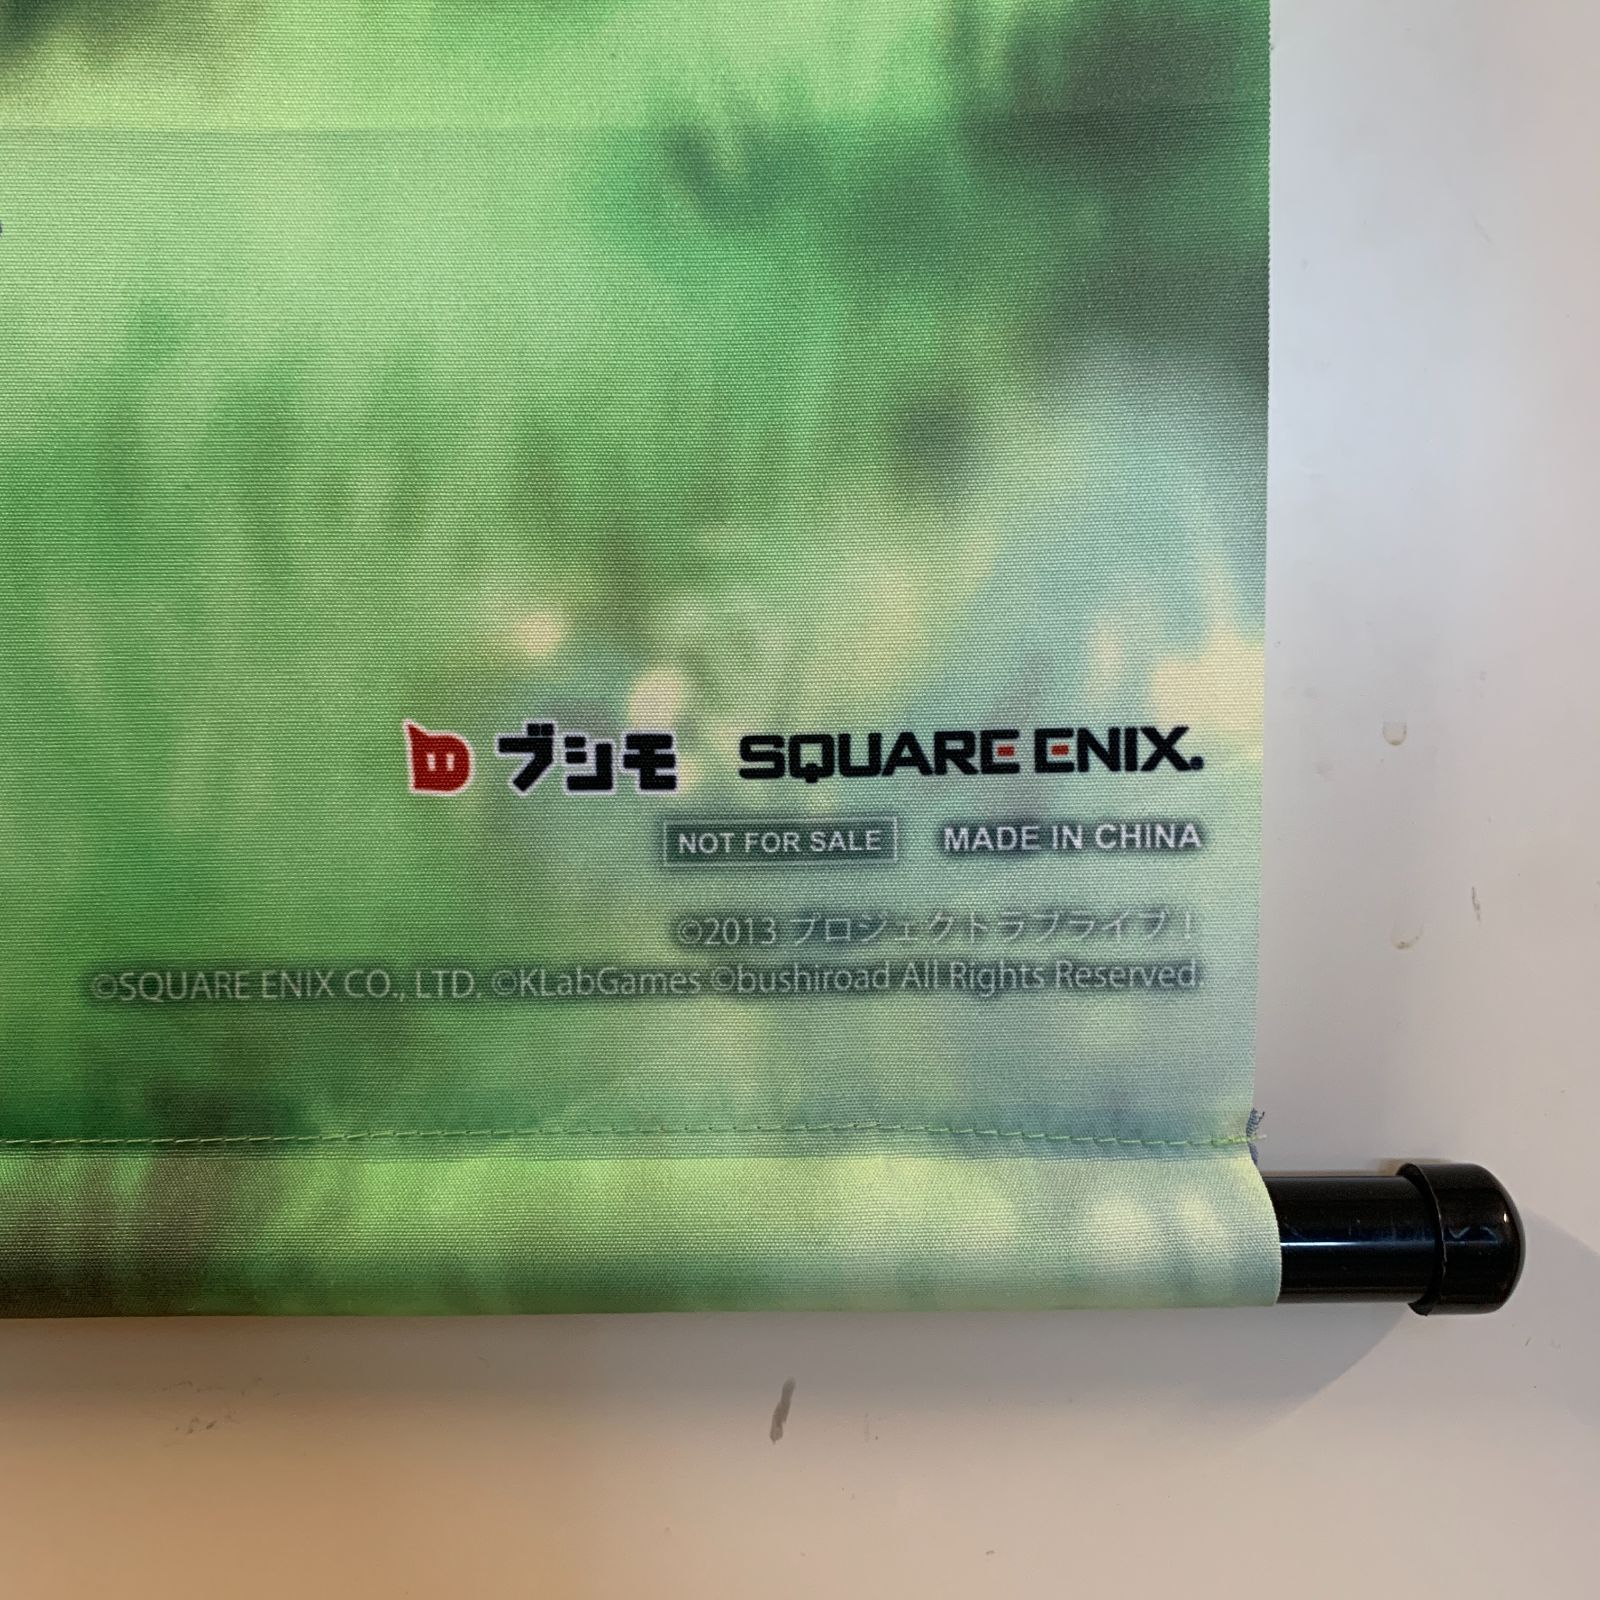 ブシモ SQUARE ENIX.
NOT FOR SALE MADE IN CHINA
©2013 プロジェクトラブライブ!
©SQUARE ENIX CO., LTD. ©KLabGames ©bushiroad All Rights Reserved.